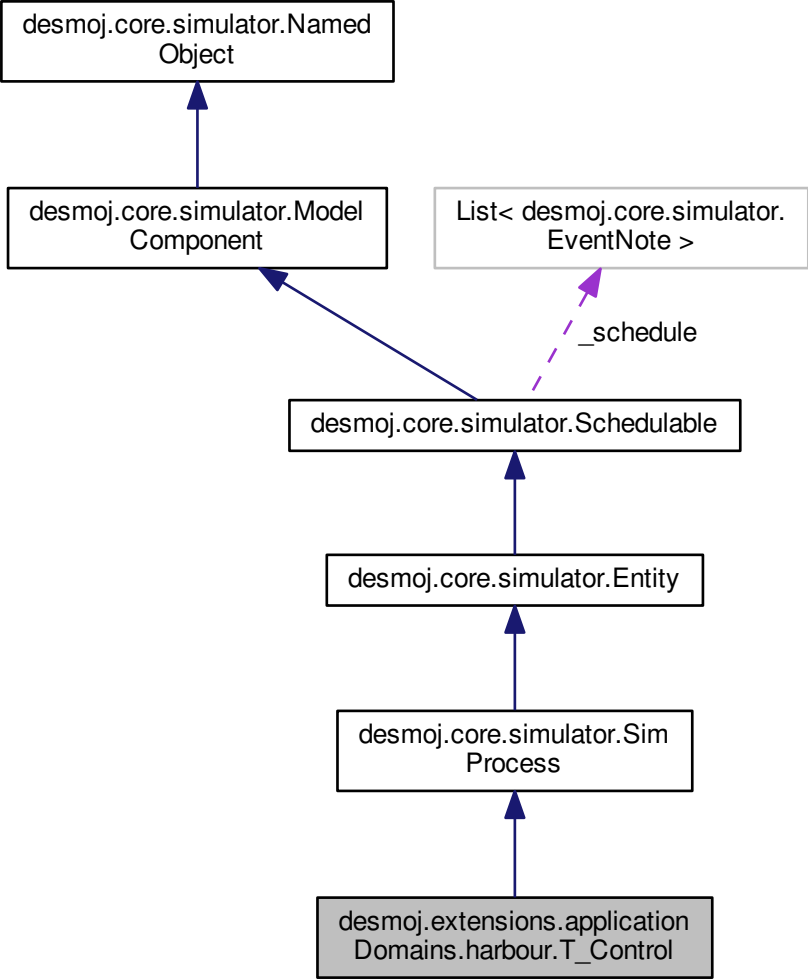 desmoj.core.simulator.Named
Object
desmoj.core.simulator.Model
Component
List< desmoj.core.simulator.
EventNote >
_schedule
desmoj.core.simulator.Schedulable
desmoj.core.simulator.Entity
desmoj.core.simulator.Sim
Process
desmoj.extensions.application
Domains.harbour.T_Control